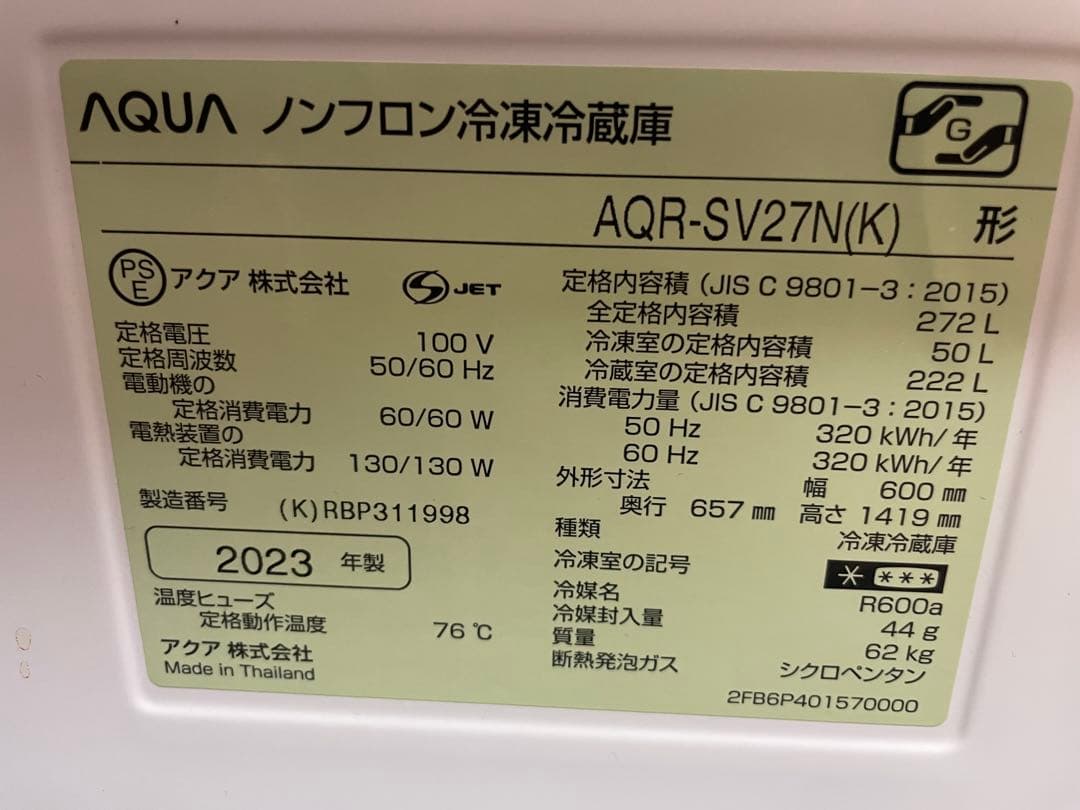 AQUA ノンフロン冷凍冷蔵庫
G
AQR-SV27N(K) 形
PSE アクア 株式会社 S JET
定格電圧 100 V
定格周波数 50/60 Hz
電動機の
定格消費電力 60/60 W
電熱装置の
定格消費電力 130/130 W
製造番号 (K)RBP311998
2023 年製
温度ヒューズ
定格動作温度 76 ℃
アクア 株式会社
Made in Thailand
定格内容積 (JIS C 9801-3:2015)
全定格内容積 272 L
冷凍室の定格内容積 50 L
冷蔵室の定格内容積 222 L
消費電力量 (JIS C 9801-3:2015)
50 Hz 320 kWh/年
60 Hz 320 kWh/年
外形寸法 幅 600 ㎜
奥行 657 ㎜ 高さ 1419 ㎜
種類 冷凍冷蔵庫
冷凍室の記号 * ***
冷媒名 R600a
冷媒封入量 44 g
質量 62 kg
断熱発泡ガス シクロペンタン
2FB6P401570000